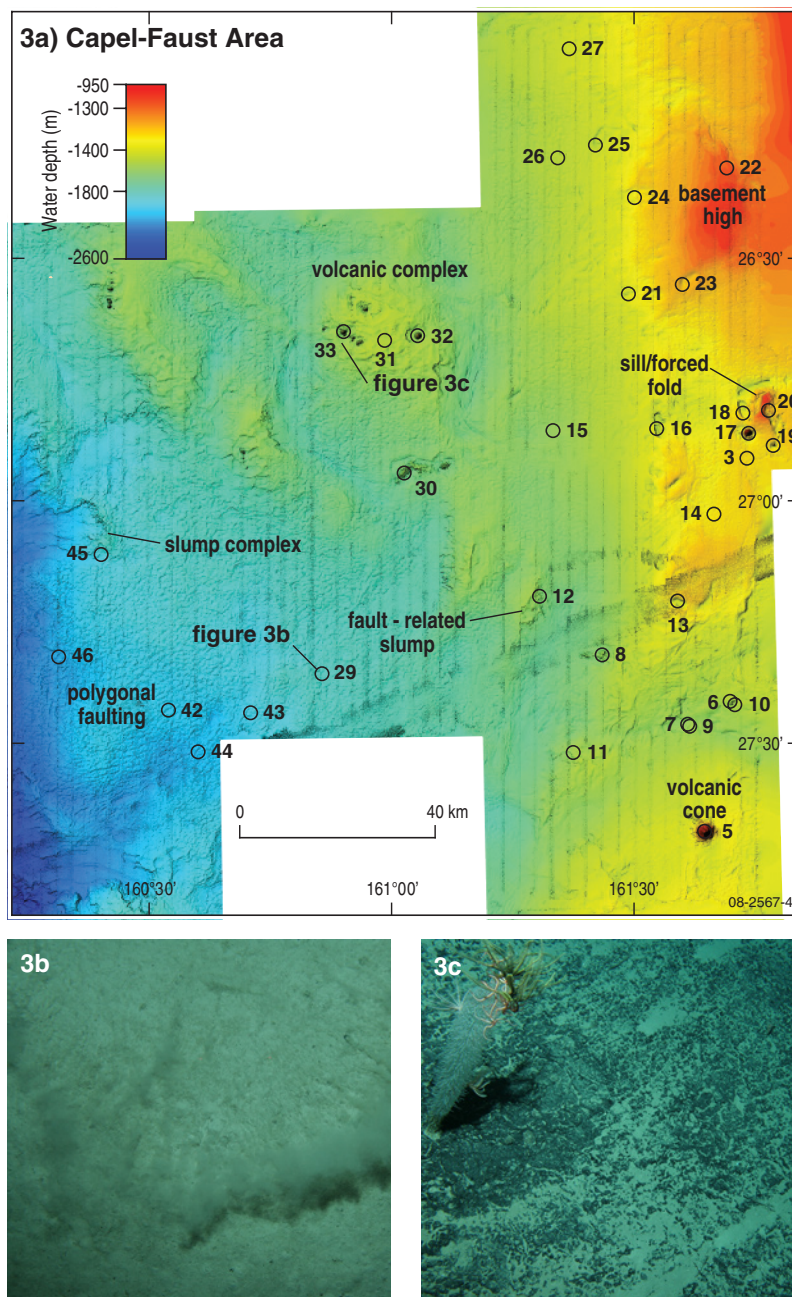 3a) Capel-Faust Area
27
-950
-1300
-1400
-1800
-2600
Water depth (m)
25
26
22
basement
high
24
26°30'
volcanic complex
23
21
33
31
32
figure 3c
sill/forced
fold
20
18
16
17
15
19
3
30
14
27°00'
slump complex
45
12
fault - related
slump
13
figure 3b
8
46
29
polygonal
faulting
42
43
6
10
7
9
44
11
27°30'
0
40 km
volcanic
cone
5
160°30'
161°00'
161°30'
08-2567-4
3b
3c